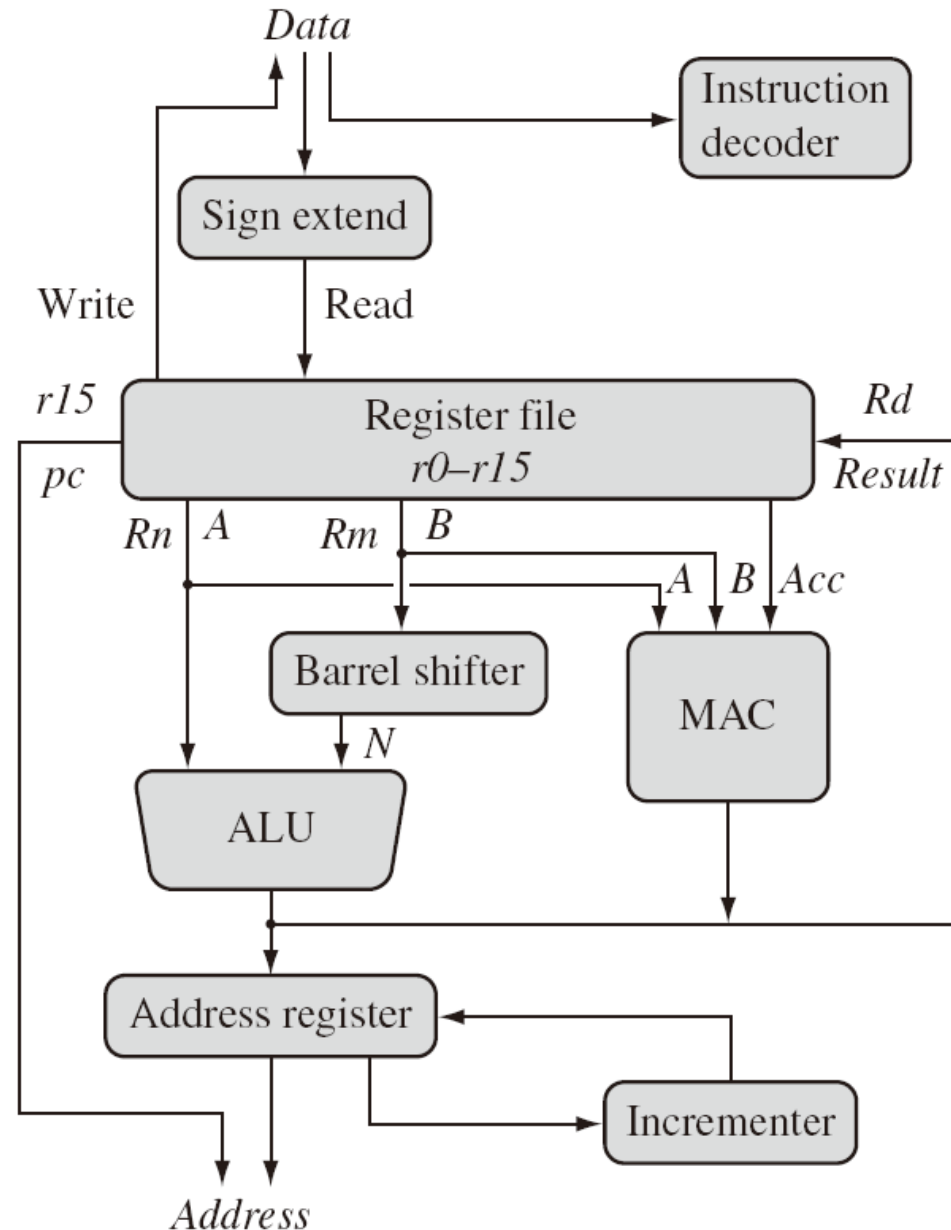 Data
Instruction
decoder
Sign extend
Write
Read
r15
Register file
Rd
pc
r0–r15
Result
Rn
A
Rm
B
A
B
Acc
Barrel shifter
MAC
N
ALU
Address register
Incrementer
Address